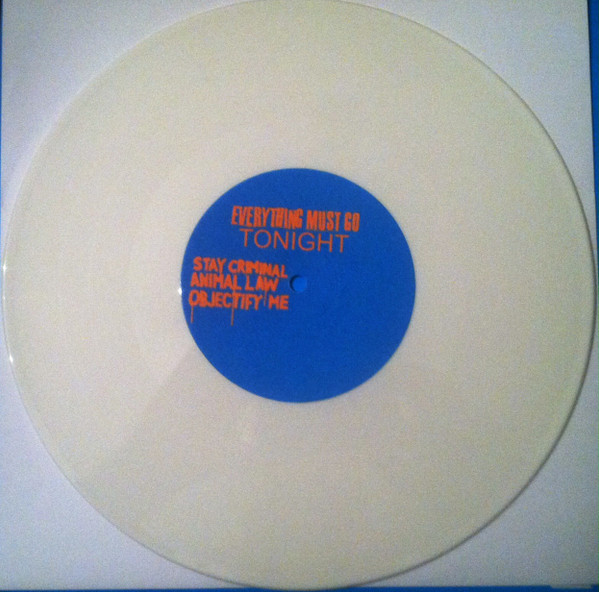 EVERYTHING MUST GO
TONIGHT
STAY CRIMINAL
ANIMAL LAW
OBJECTIFY ME